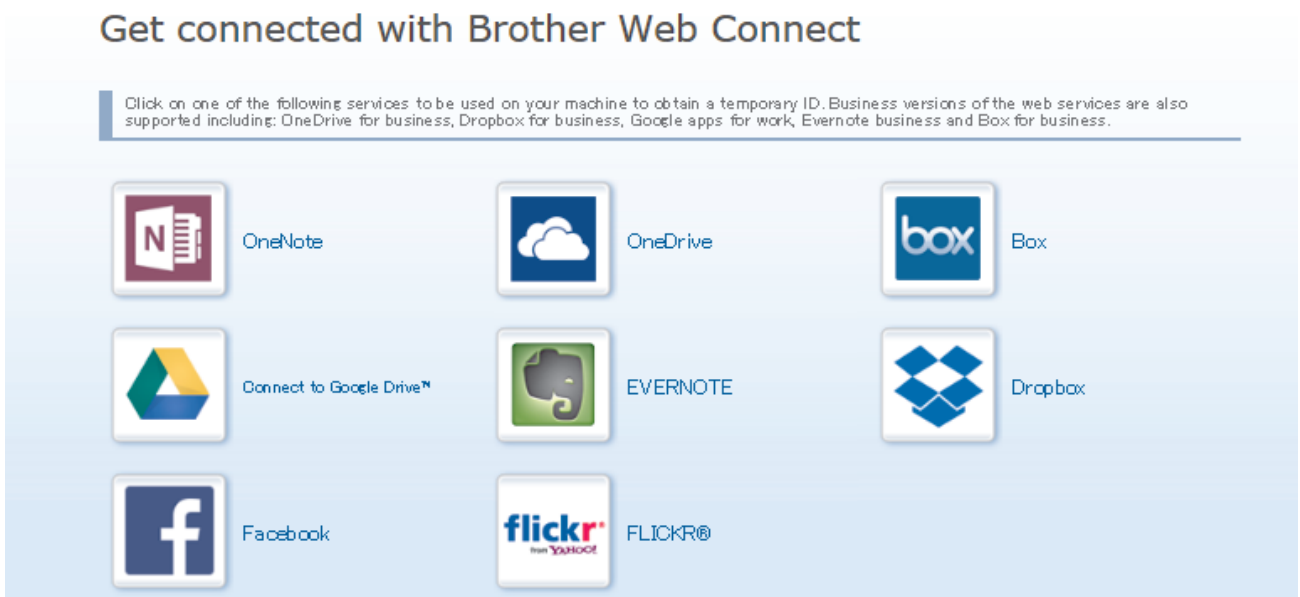 Get connected with Brother Web Connect
Click on one of the following services to be used on your machine to obtain a temporary ID. Business versions of the web services are also
supported including: OneDrive for business, Dropbox for business, Google apps for work, Evernote business and Box for business.
N
OneNote
OneDrive
box
Box
Connect to Google Drive™
EVERNOTE
Dropbox
f
Facebook
flickr
from YAHOO!
FLICKR®